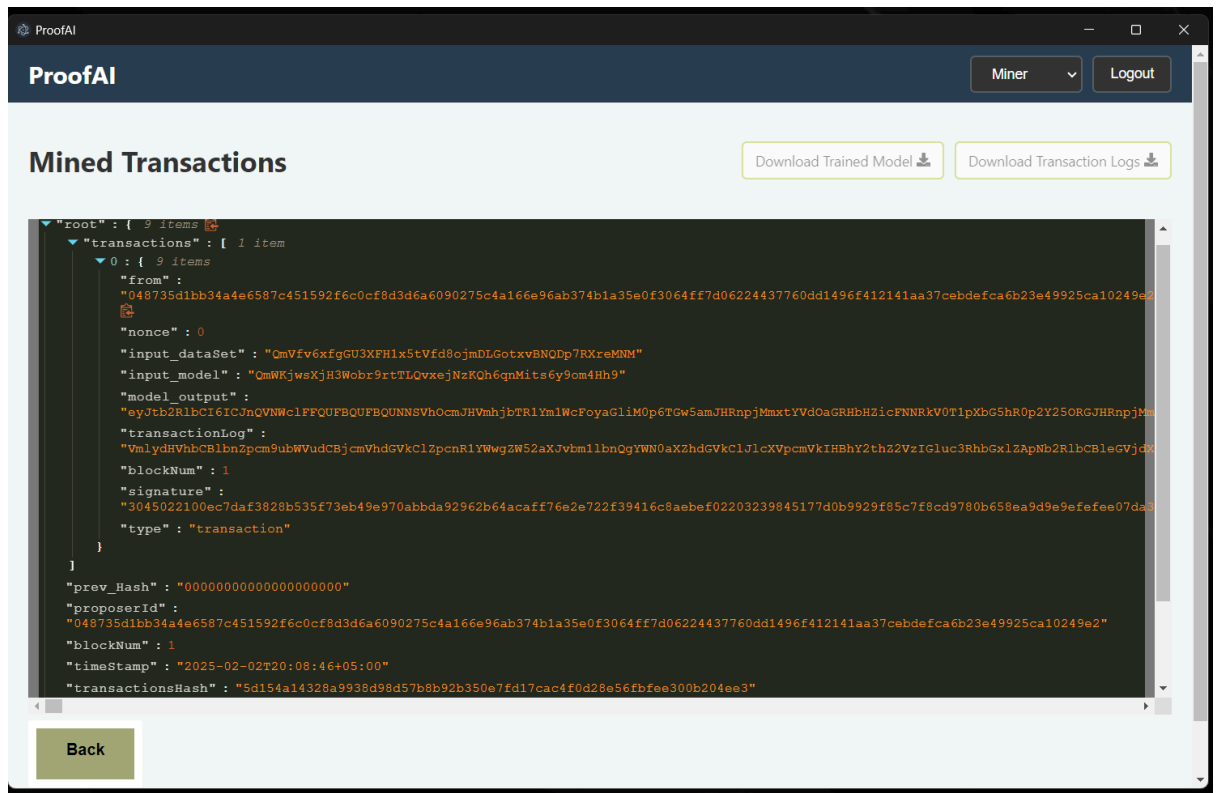 ProofAI
ProofAI
Miner
Logout
Mined Transactions
Download Trained Model
Download Transaction Logs
"root" : { 9 items
"transactions" : [ 1 item
0 : { 9 items
"from" :
"048735d1bb34a4e6587c451592f6c0cf8d3d6a6090275c4a166e96ab374b1a35e0f3064ff7d06224437760dd1496f412141aa37cebdefca6b23e49925ca10249e2
"nonce" : 0
"input_dataSet" : "QmVfv6xfgGU3XFH1x5tVfd8ojmDLGotxvBNQDp7RXreMNM"
"input_model" : "QmWKjwsXjH3Wobr9rtTLQvxejNzKQh6qnMits6y9om4Hh9"
"model_output" :
"eyJtb2RlbCI6ICJnQVNWclFFQUFBQUFBQUNNSVhOcmJHVmhjbTR1Ym1WcFoyaGliM0p6TGw5amJHRnpjMmxtYVdOaGRHbHZicFNNRkV0T1pXbG5hR0p2Y25ORGJHRnpjMm
"transactionLog" :
"VmlydHVhbCBlbnZpcm9ubWVudCBjcmVhdGVkClZpcnR1YWwgZW52aXJvbm1lbnQgYWN0aXZhdGVkClJlcXVpcmVkIHBhY2thZ2VzIGluc3RhbGxlZApNb2RlbCBleGVjdX
"blockNum" : 1
"signature" :
"3045022100ec7daf3828b535f73eb49e970abbda92962b64acaff76e2e722f39416c8aebef02203239845177d0b9929f85c7f8cd9780b658ea9d9e9efefee07da3
"type" : "transaction"
}
]
"prev_Hash" : "00000000000000000000"
"proposerId" :
"048735d1bb34a4e6587c451592f6c0cf8d3d6a6090275c4a166e96ab374b1a35e0f3064ff7d06224437760dd1496f412141aa37cebdefca6b23e49925ca10249e2"
"blockNum" : 1
"timeStamp" : "2025-02-02T20:08:46+05:00"
"transactionsHash" : "5d154a14328a9938d98d57b8b92b350e7fd17cac4f0d28e56fbfee300b204ee3"
Back